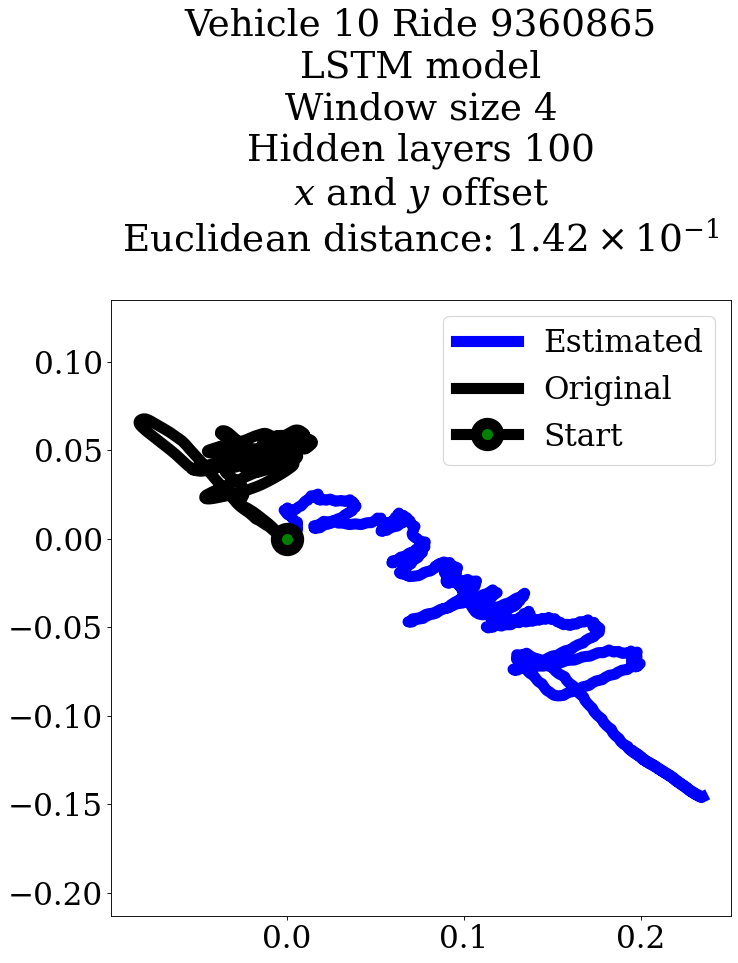 Vehicle 10 Ride 9360865
LSTM model
Window size 4
Hidden layers 100
x and y offset
Euclidean distance: 1.42 × 10⁻¹
Estimated
Original
Start
0.10
0.05
0.00
−0.05
−0.10
−0.15
−0.20
0.0 0.1 0.2